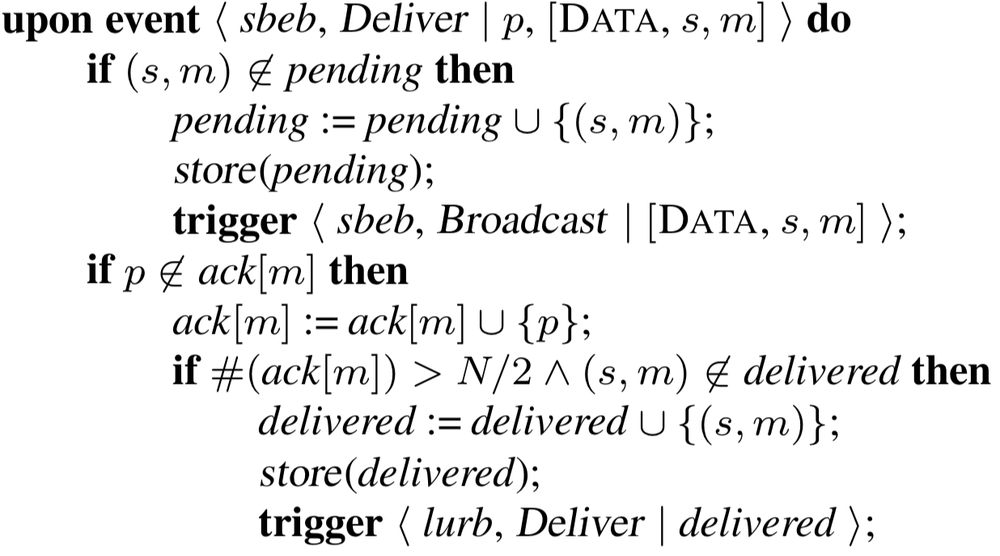 upon event ⟨ sbeb, Deliver | p, [DATA, s, m] ⟩ do
if (s, m) ∉ pending then
pending := pending ∪ {(s, m)};
store(pending);
trigger ⟨ sbeb, Broadcast | [DATA, s, m] ⟩;
if p ∉ ack[m] then
ack[m] := ack[m] ∪ {p};
if #(ack[m]) > N/2 ∧ (s, m) ∉ delivered then
delivered := delivered ∪ {(s, m)};
store(delivered);
trigger ⟨ lurb, Deliver | delivered ⟩;